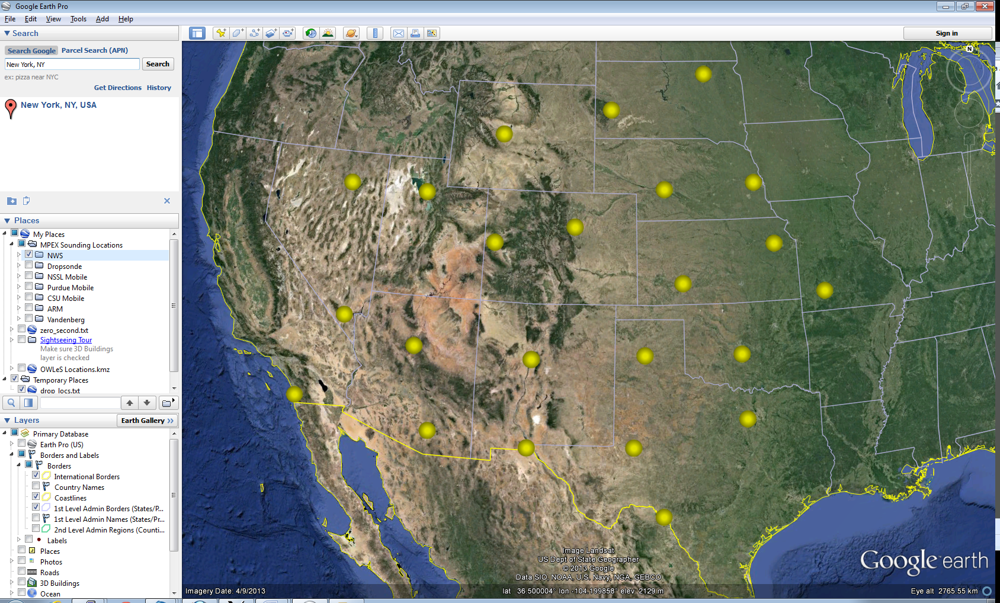 Google Earth Pro
File Edit View Tools Add Help
Search
Sign in
Search Google Parcel Search (APN)
New York, NY
Search
ex: pizza near NYC
Get Directions History
New York, NY, USA
N
Places
My Places
MPEX Sounding Locations
NWS
Dropsonde
NSSL Mobile
Purdue Mobile
CSU Mobile
ARM
Vandenberg
zero_second.txt
Sightseeing Tour
Make sure 3D Buildings
layer is checked
OWLeS Locations.kmz
Temporary Places
drop_locs.txt
Layers
Earth Gallery »
Primary Database
Earth Pro (US)
Borders and Labels
Borders
International Borders
Country Names
Coastlines
1st Level Admin Borders (States/P...
1st Level Admin Names (States/Pr...
2nd Level Admin Regions (Counti...
Labels
Places
Photos
Roads
3D Buildings
Ocean
Image Landsat
US Dept of State Geographer
© 2013 Google
Data SIO, NOAA, U.S. Navy, NGA, GEBCO
Google earth
Imagery Date: 4/9/2013
lat 36.500004° lon -104.199858° elev 2129 m
Eye alt 2765.55 km